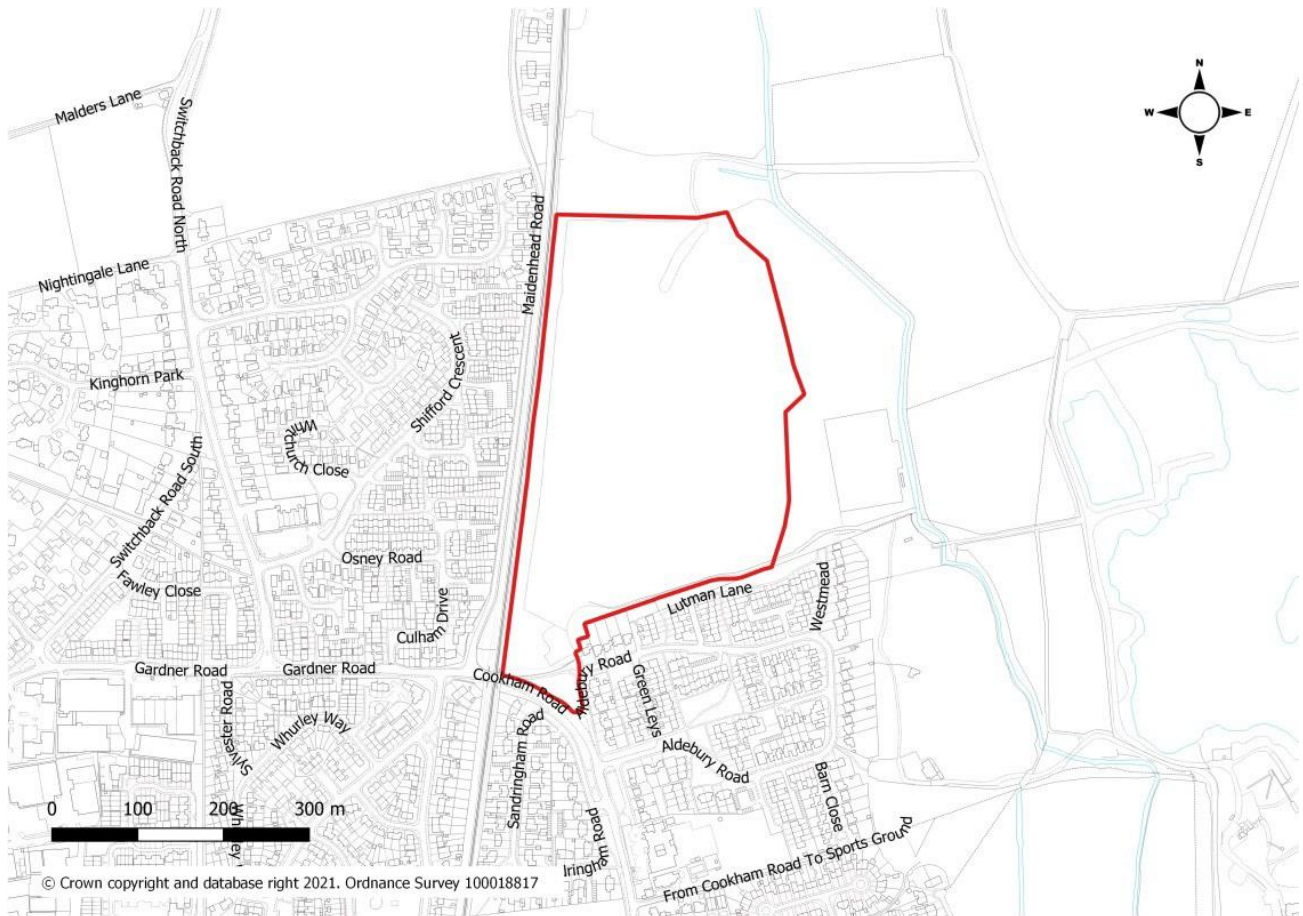 N
W E
S
Malders Lane
Switchback Road North
Maidenhead Road
Nightingale Lane
Kinghorn Park
Shifford Crescent
Whitchurch Close
Switchback Road South
Osney Road
Fawley Close
Culham Drive
Lutman Lane
Westmead
Gardner Road
Gardner Road
Cookham Road
Aldebury Road
Green Leys
Sylvester Road
Whurley Way
Sandringham Road
Aldebury Road
Barn Close
0 100 200 300 m
Iringham Road
From Cookham Road To Sports Ground
© Crown copyright and database right 2021. Ordnance Survey 100018817